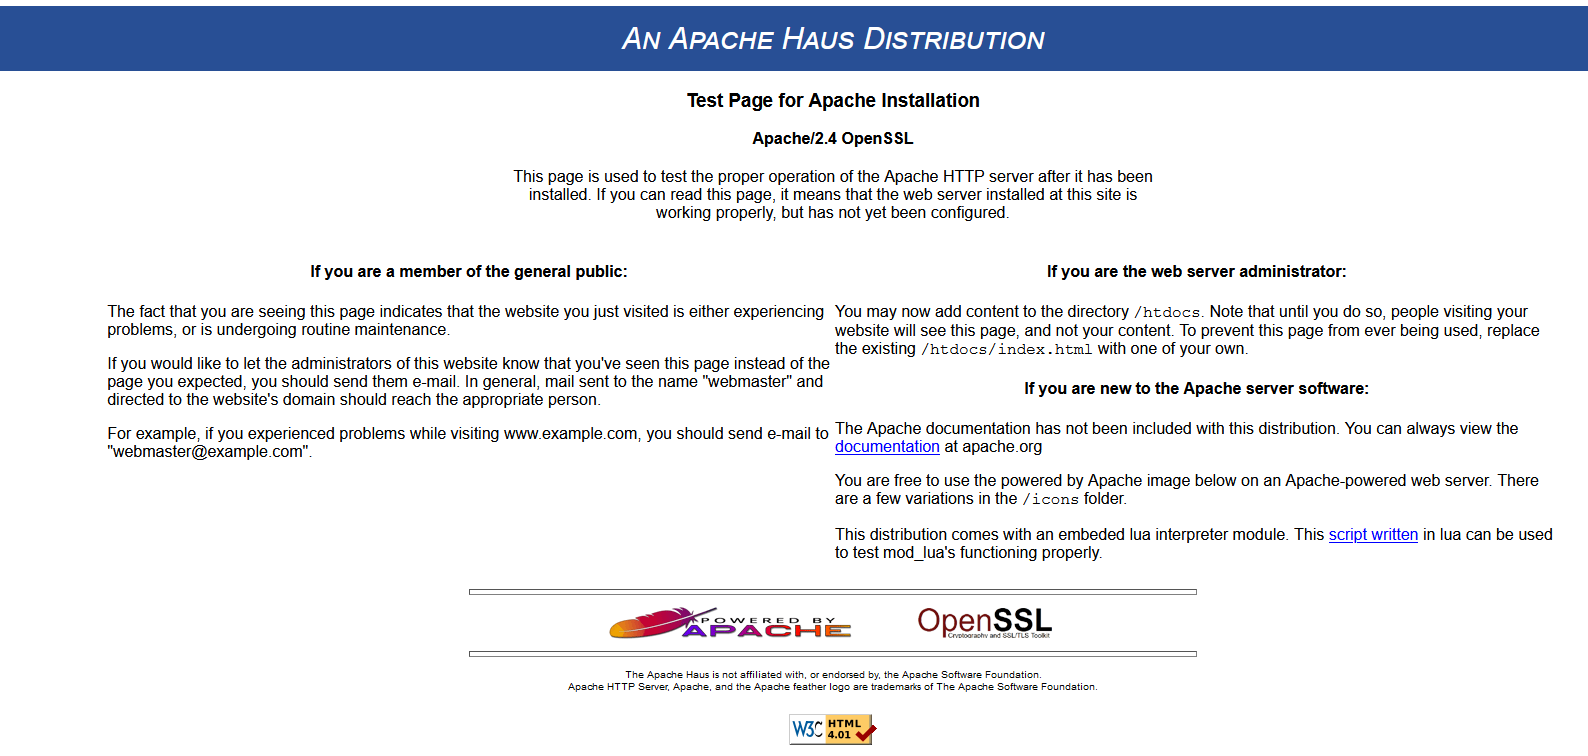 An Apache Haus Distribution
Test Page for Apache Installation
Apache/2.4 OpenSSL
This page is used to test the proper operation of the Apache HTTP server after it has been
installed. If you can read this page, it means that the web server installed at this site is
working properly, but has not yet been configured.
If you are a member of the general public:
The fact that you are seeing this page indicates that the website you just visited is either experiencing
problems, or is undergoing routine maintenance.
If you would like to let the administrators of this website know that you've seen this page instead of the
page you expected, you should send them e-mail. In general, mail sent to the name "webmaster" and
directed to the website's domain should reach the appropriate person.
For example, if you experienced problems while visiting www.example.com, you should send e-mail to
"webmaster@example.com".
If you are the web server administrator:
You may now add content to the directory /htdocs. Note that until you do so, people visiting your
website will see this page, and not your content. To prevent this page from ever being used, replace
the existing /htdocs/index.html with one of your own.
If you are new to the Apache server software:
The Apache documentation has not been included with this distribution. You can always view the
documentation at apache.org
You are free to use the powered by Apache image below on an Apache-powered web server. There
are a few variations in the /icons folder.
This distribution comes with an embeded lua interpreter module. This script written in lua can be used
to test mod_lua's functioning properly.
POWERED BY
APACHE
OpenSSL
Cryptography and SSL/TLS Toolkit
The Apache Haus is not affiliated with, or endorsed by, the Apache Software Foundation.
Apache HTTP Server, Apache, and the Apache feather logo are trademarks of The Apache Software Foundation.
W3C HTML
4.01